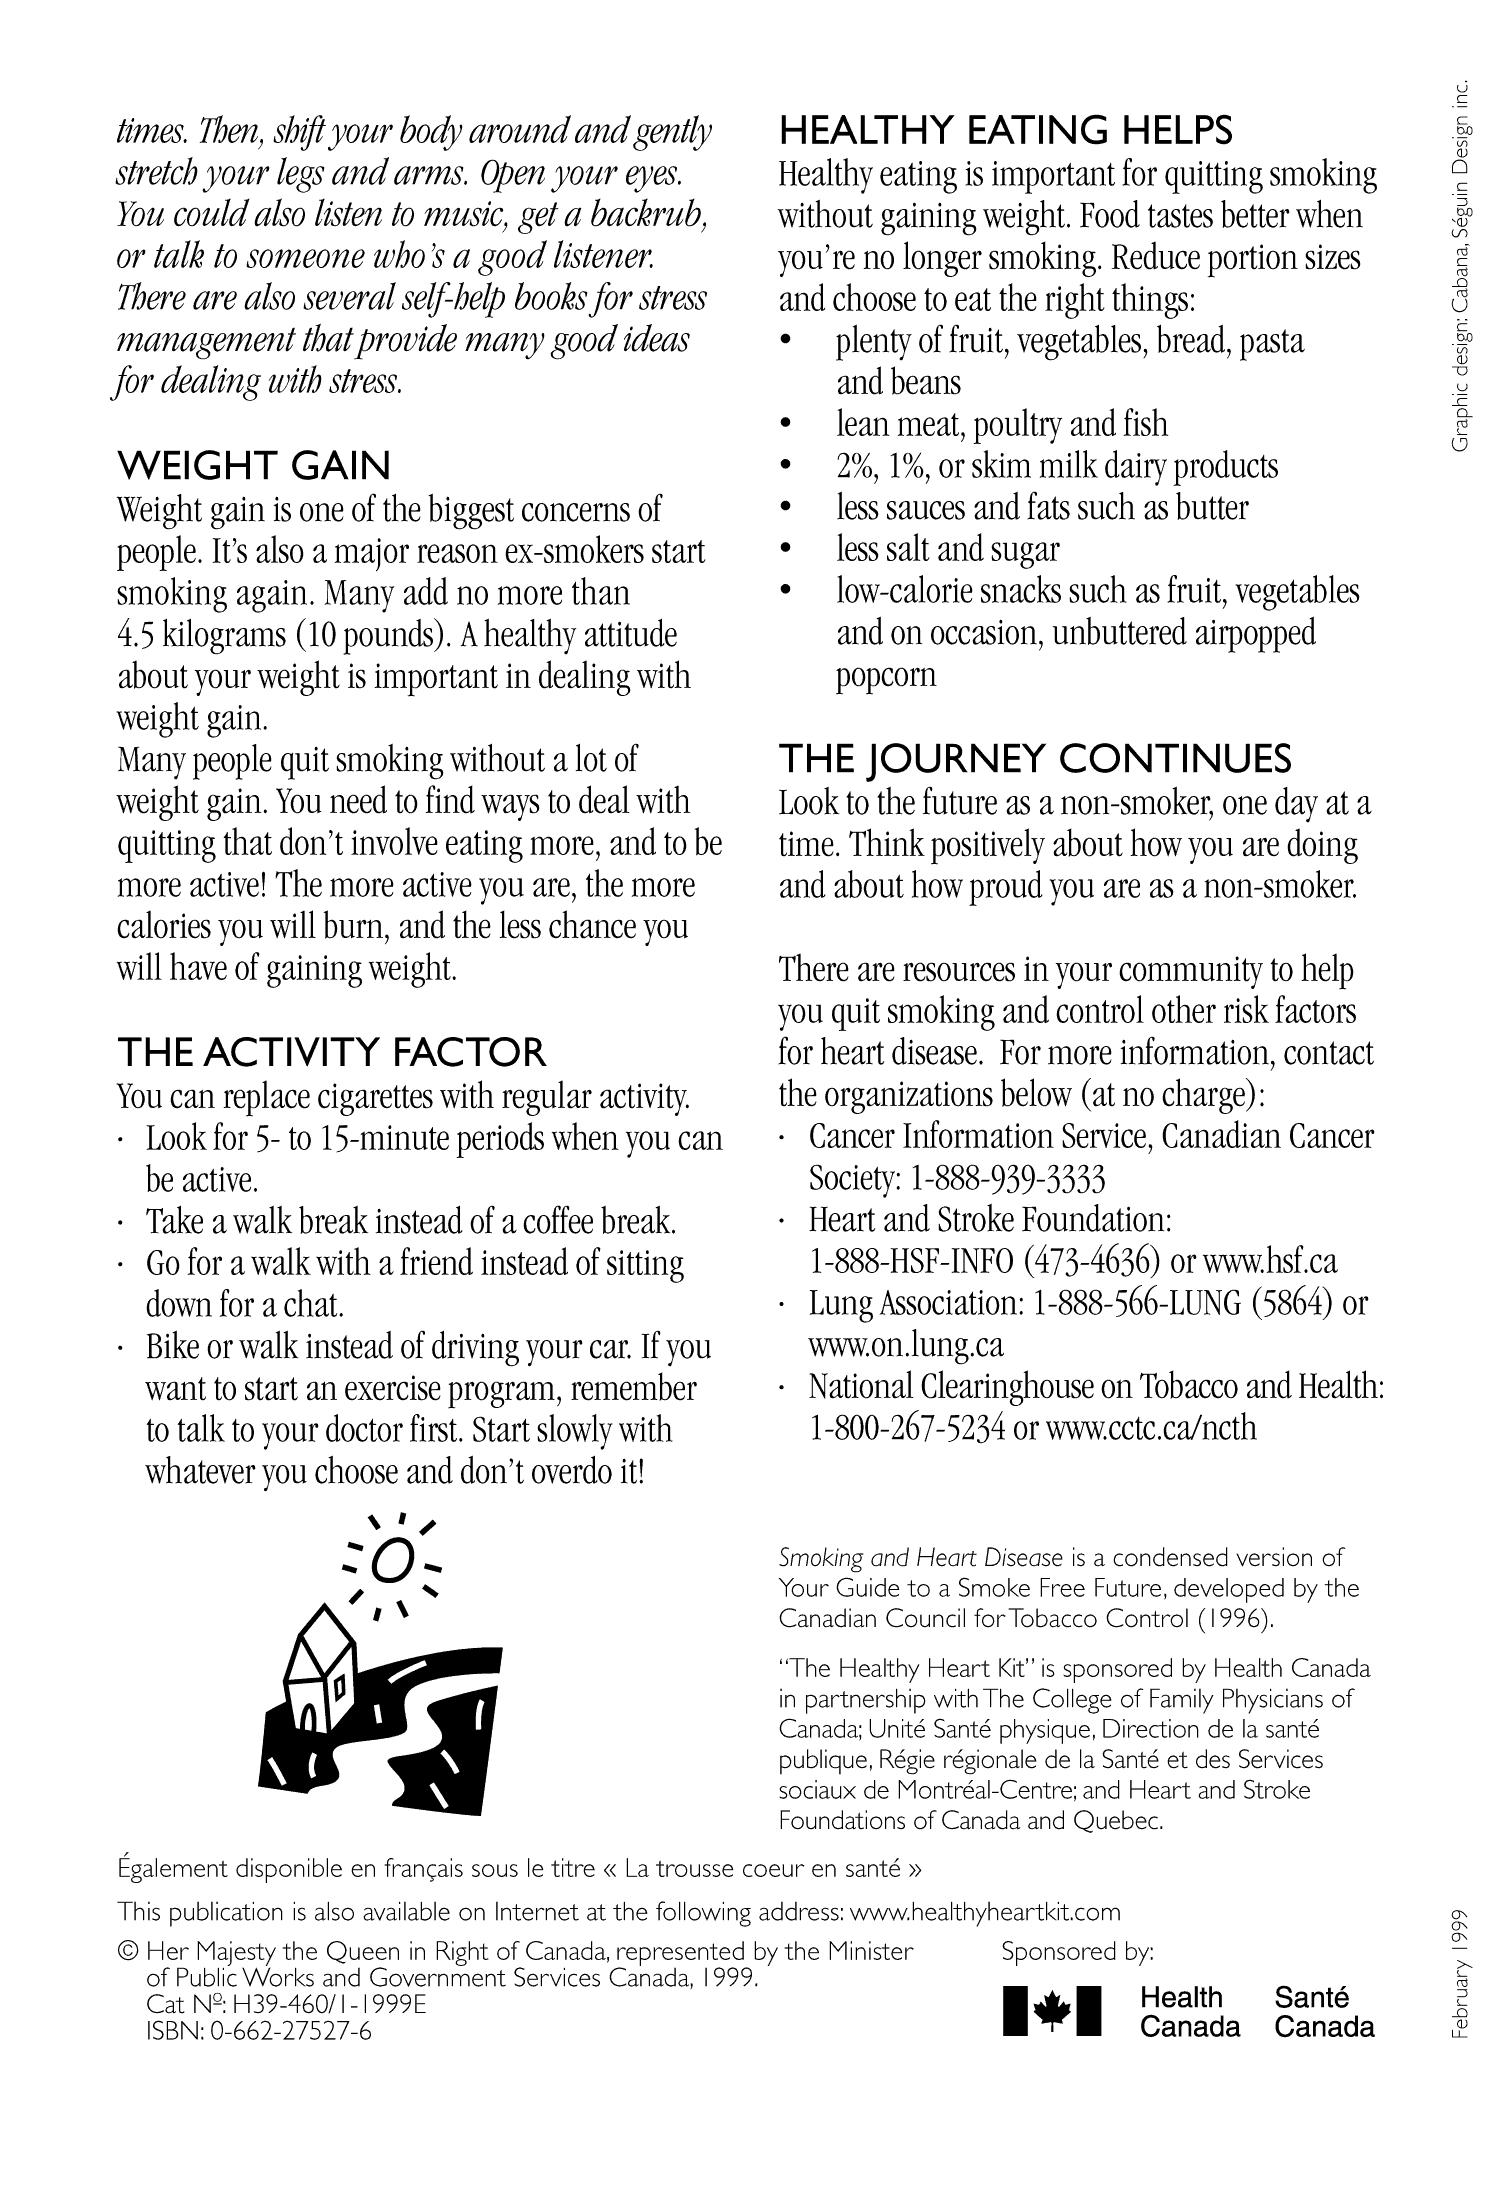 times. Then, shift your body around and gently
stretch your legs and arms. Open your eyes.
You could also listen to music, get a backrub,
or talk to someone who’s a good listener.
There are also several self-help books for stress
management that provide many good ideas
for dealing with stress.
WEIGHT GAIN
Weight gain is one of the biggest concerns of
people. It’s also a major reason ex-smokers start
smoking again. Many add no more than
4.5 kilograms (10 pounds). A healthy attitude
about your weight is important in dealing with
weight gain.
Many people quit smoking without a lot of
weight gain. You need to find ways to deal with
quitting that don’t involve eating more, and to be
more active! The more active you are, the more
calories you will burn, and the less chance you
will have of gaining weight.
THE ACTIVITY FACTOR
You can replace cigarettes with regular activity.
· Look for 5- to 15-minute periods when you can
be active.
· Take a walk break instead of a coffee break.
· Go for a walk with a friend instead of sitting
down for a chat.
· Bike or walk instead of driving your car. If you
want to start an exercise program, remember
to talk to your doctor first. Start slowly with
whatever you choose and don’t overdo it!
HEALTHY EATING HELPS
Healthy eating is important for quitting smoking
without gaining weight. Food tastes better when
you’re no longer smoking. Reduce portion sizes
and choose to eat the right things:
• plenty of fruit, vegetables, bread, pasta
and beans
• lean meat, poultry and fish
• 2%, 1%, or skim milk dairy products
• less sauces and fats such as butter
• less salt and sugar
• low-calorie snacks such as fruit, vegetables
and on occasion, unbuttered airpopped
popcorn
THE JOURNEY CONTINUES
Look to the future as a non-smoker, one day at a
time. Think positively about how you are doing
and about how proud you are as a non-smoker.
There are resources in your community to help
you quit smoking and control other risk factors
for heart disease. For more information, contact
the organizations below (at no charge):
· Cancer Information Service, Canadian Cancer
Society: 1-888-939-3333
· Heart and Stroke Foundation:
1-888-HSF-INFO (473-4636) or www.hsf.ca
· Lung Association: 1-888-566-LUNG (5864) or
www.on.lung.ca
· National Clearinghouse on Tobacco and Health:
1-800-267-5234 or www.cctc.ca/ncth
Smoking and Heart Disease is a condensed version of
Your Guide to a Smoke Free Future, developed by the
Canadian Council for Tobacco Control (1996).
“The Healthy Heart Kit” is sponsored by Health Canada
in partnership with The College of Family Physicians of
Canada; Unité Santé physique, Direction de la santé
publique, Régie régionale de la Santé et des Services
sociaux de Montréal-Centre; and Heart and Stroke
Foundations of Canada and Quebec.
Également disponible en français sous le titre « La trousse coeur en santé »
This publication is also available on Internet at the following address: www.healthyheartkit.com
© Her Majesty the Queen in Right of Canada, represented by the Minister
of Public Works and Government Services Canada, 1999.
Cat Nº: H39-460/1-1999E
ISBN: 0-662-27527-6
Sponsored by:
Health Canada
Santé Canada
Graphic design: Cabana, Séguin Design inc.
February 1999